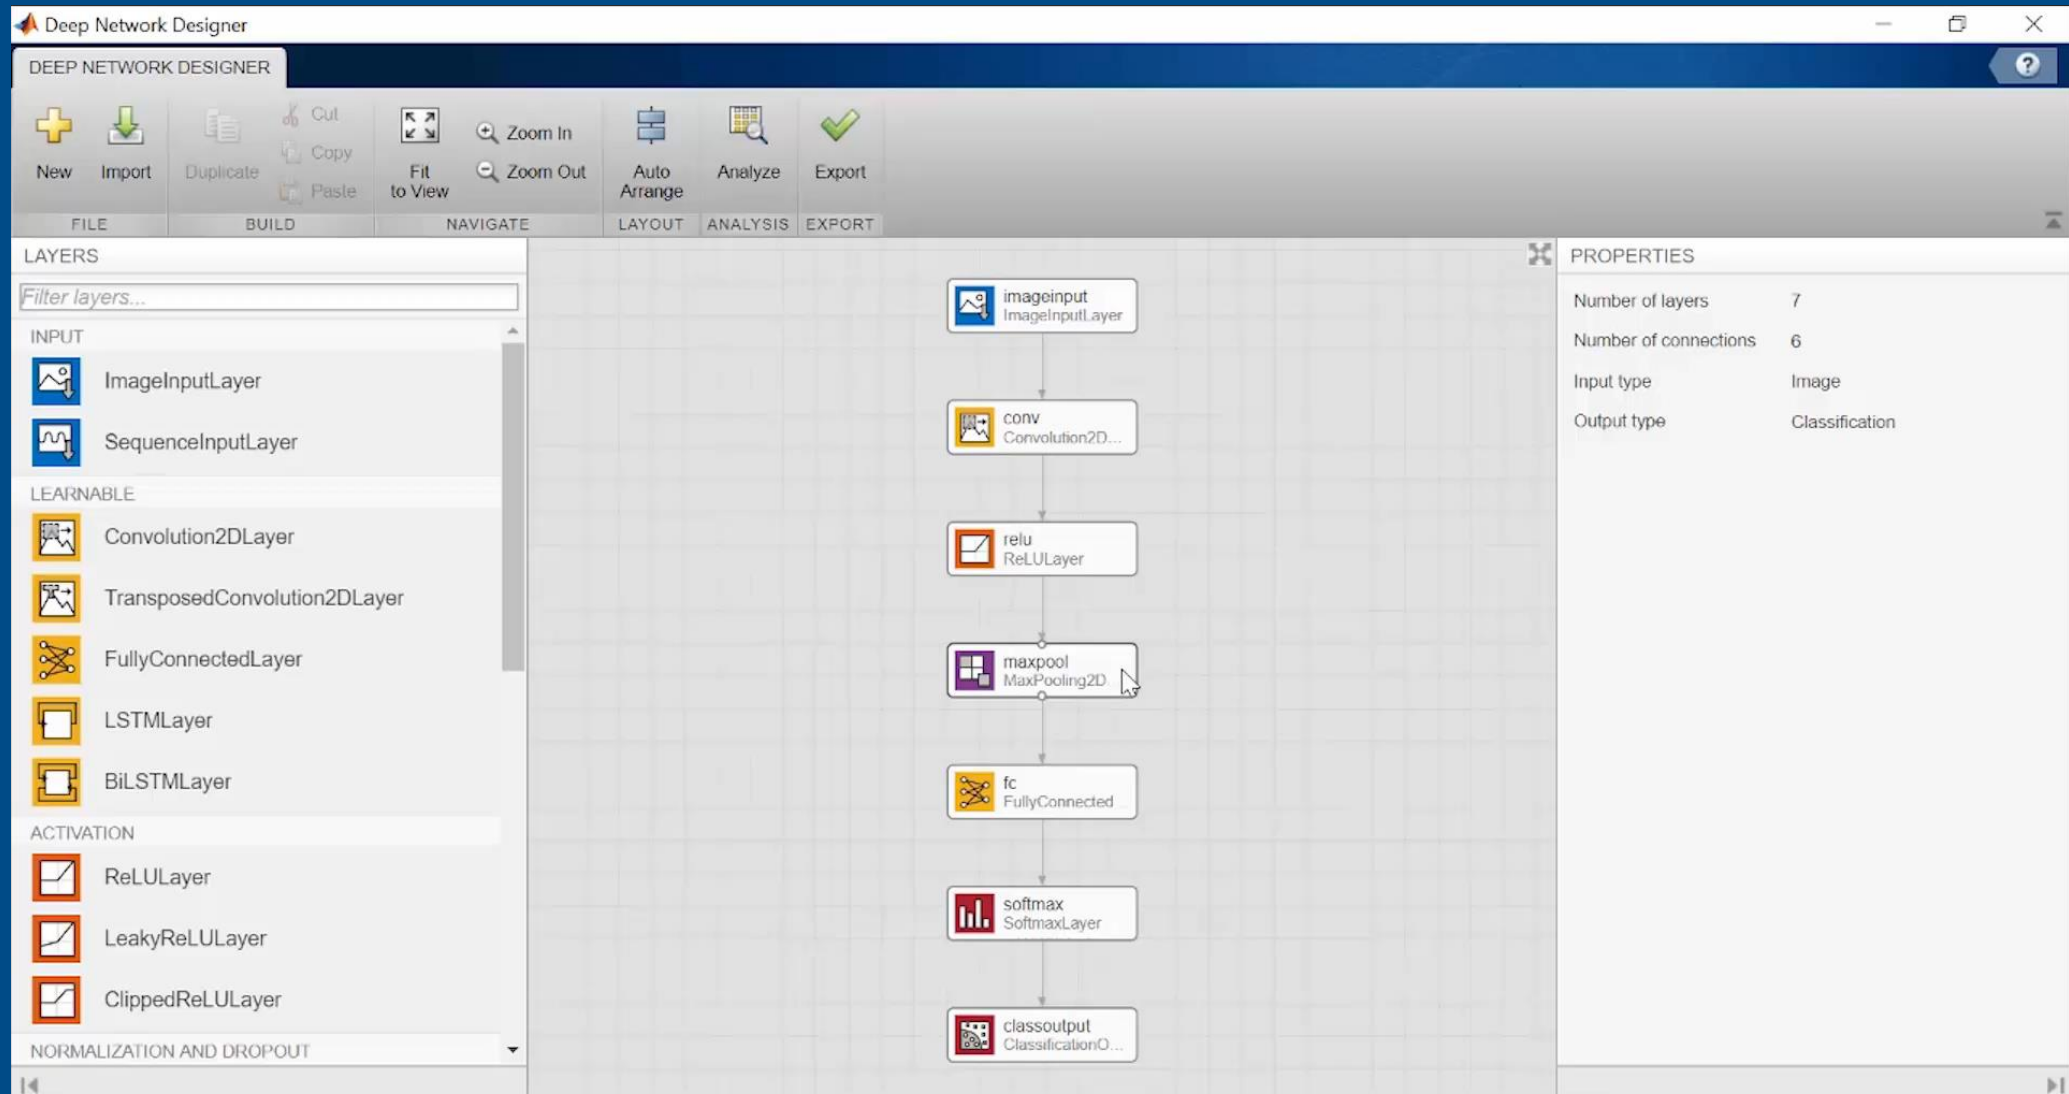 Deep Network Designer
DEEP NETWORK DESIGNER
?
New
Import
Duplicate
Cut
Copy
Paste
Fit
to View
Zoom In
Zoom Out
Auto
Arrange
Analyze
Export
FILE
BUILD
NAVIGATE
LAYOUT
ANALYSIS
EXPORT
LAYERS
Filter layers...
INPUT
ImageInputLayer
SequenceInputLayer
LEARNABLE
Convolution2DLayer
TransposedConvolution2DLayer
FullyConnectedLayer
LSTMLayer
BiLSTMLayer
ACTIVATION
ReLULayer
LeakyReLULayer
ClippedReLULayer
NORMALIZATION AND DROPOUT
imageinput
ImageInputLayer
conv
Convolution2D...
relu
ReLULayer
maxpool
MaxPooling2D
fc
FullyConnected
softmax
SoftmaxLayer
classoutput
ClassificationO...
PROPERTIES
Number of layers 7
Number of connections 6
Input type Image
Output type Classification